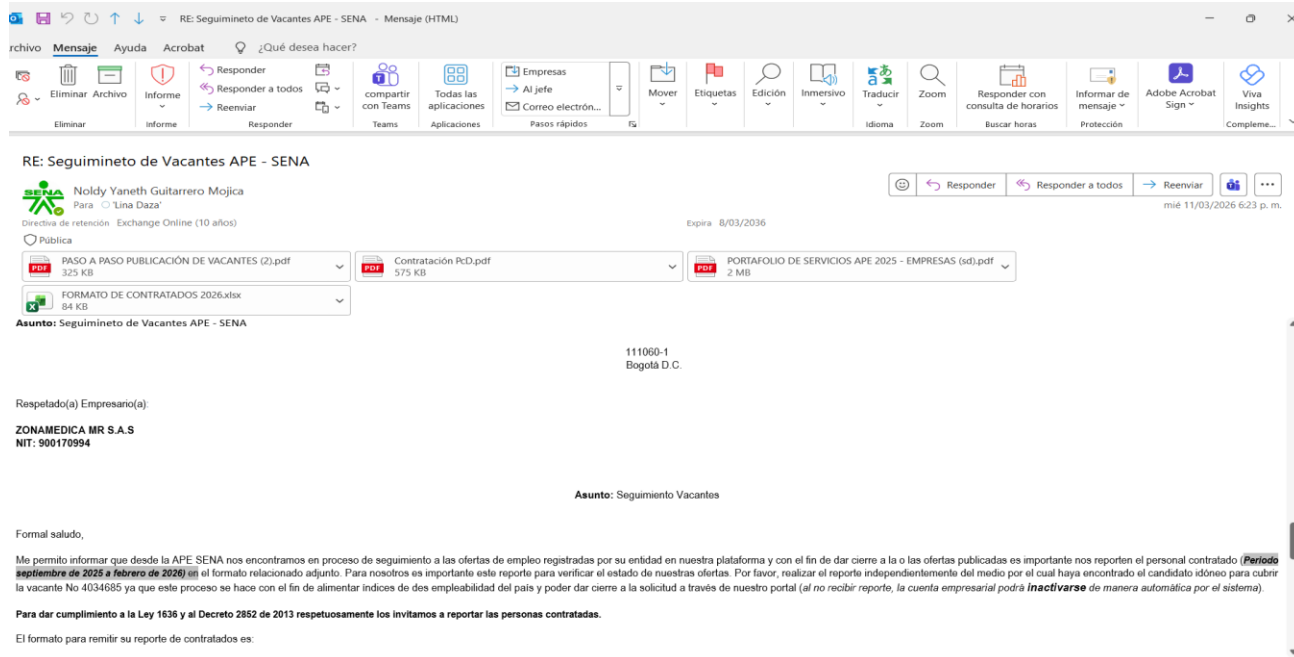 RE: Seguimineto de Vacantes APE - SENA - Mensaje (HTML)
rchivo Mensaje Ayuda Acrobat ¿Qué desea hacer?
Eliminar Archivo
Informe
Responder
Responder a todos
Reenviar
compartir con Teams
Todas las aplicaciones
Empresas
Al jefe
Correo electrón...
Mover
Etiquetas
Edición
Inmersivo
Traducir
Zoom
Responder con consulta de horarios
Informar de mensaje
Adobe Acrobat Sign
Viva Insights
Eliminar Informe Responder Teams Aplicaciones Pasos rápidos Idioma Zoom Buscar horas Protección Compleme...
RE: Seguimineto de Vacantes APE - SENA
SENA
Noldy Yaneth Guitarrero Mojica
Para 'Lina Daza'
Responder Responder a todos Reenviar
mié 11/03/2026 6:23 p. m.
Directiva de retención Exchange Online (10 años) Expira 8/03/2036
Pública
PASO A PASO PUBLICACIÓN DE VACANTES (2).pdf
325 KB
Contratación PcD.pdf
575 KB
PORTAFOLIO DE SERVICIOS APE 2025 - EMPRESAS (sd).pdf
2 MB
FORMATO DE CONTRATADOS 2026.xlsx
84 KB
Asunto: Seguimineto de Vacantes APE - SENA
111060-1
Bogotá D.C.
Respetado(a) Empresario(a):
ZONAMEDICA MR S.A.S
NIT: 900170994
Asunto: Seguimiento Vacantes
Formal saludo,
Me permito informar que desde la APE SENA nos encontramos en proceso de seguimiento a las ofertas de empleo registradas por su entidad en nuestra plataforma y con el fin de dar cierre a la o las ofertas publicadas es importante nos reporten el personal contratado (Periodo
septiembre de 2025 a febrero de 2026) en el formato relacionado adjunto. Para nosotros es importante este reporte para verificar el estado de nuestras ofertas. Por favor, realizar el reporte independientemente del medio por el cual haya encontrado el candidato idóneo para cubrir
la vacante No 4034685 ya que este proceso se hace con el fin de alimentar índices de des empleabilidad del país y poder dar cierre a la solicitud a través de nuestro portal (al no recibir reporte, la cuenta empresarial podrá inactivarse de manera automática por el sistema).
Para dar cumplimiento a la Ley 1636 y al Decreto 2852 de 2013 respetuosamente los invitamos a reportar las personas contratadas.
El formato para remitir su reporte de contratados es: